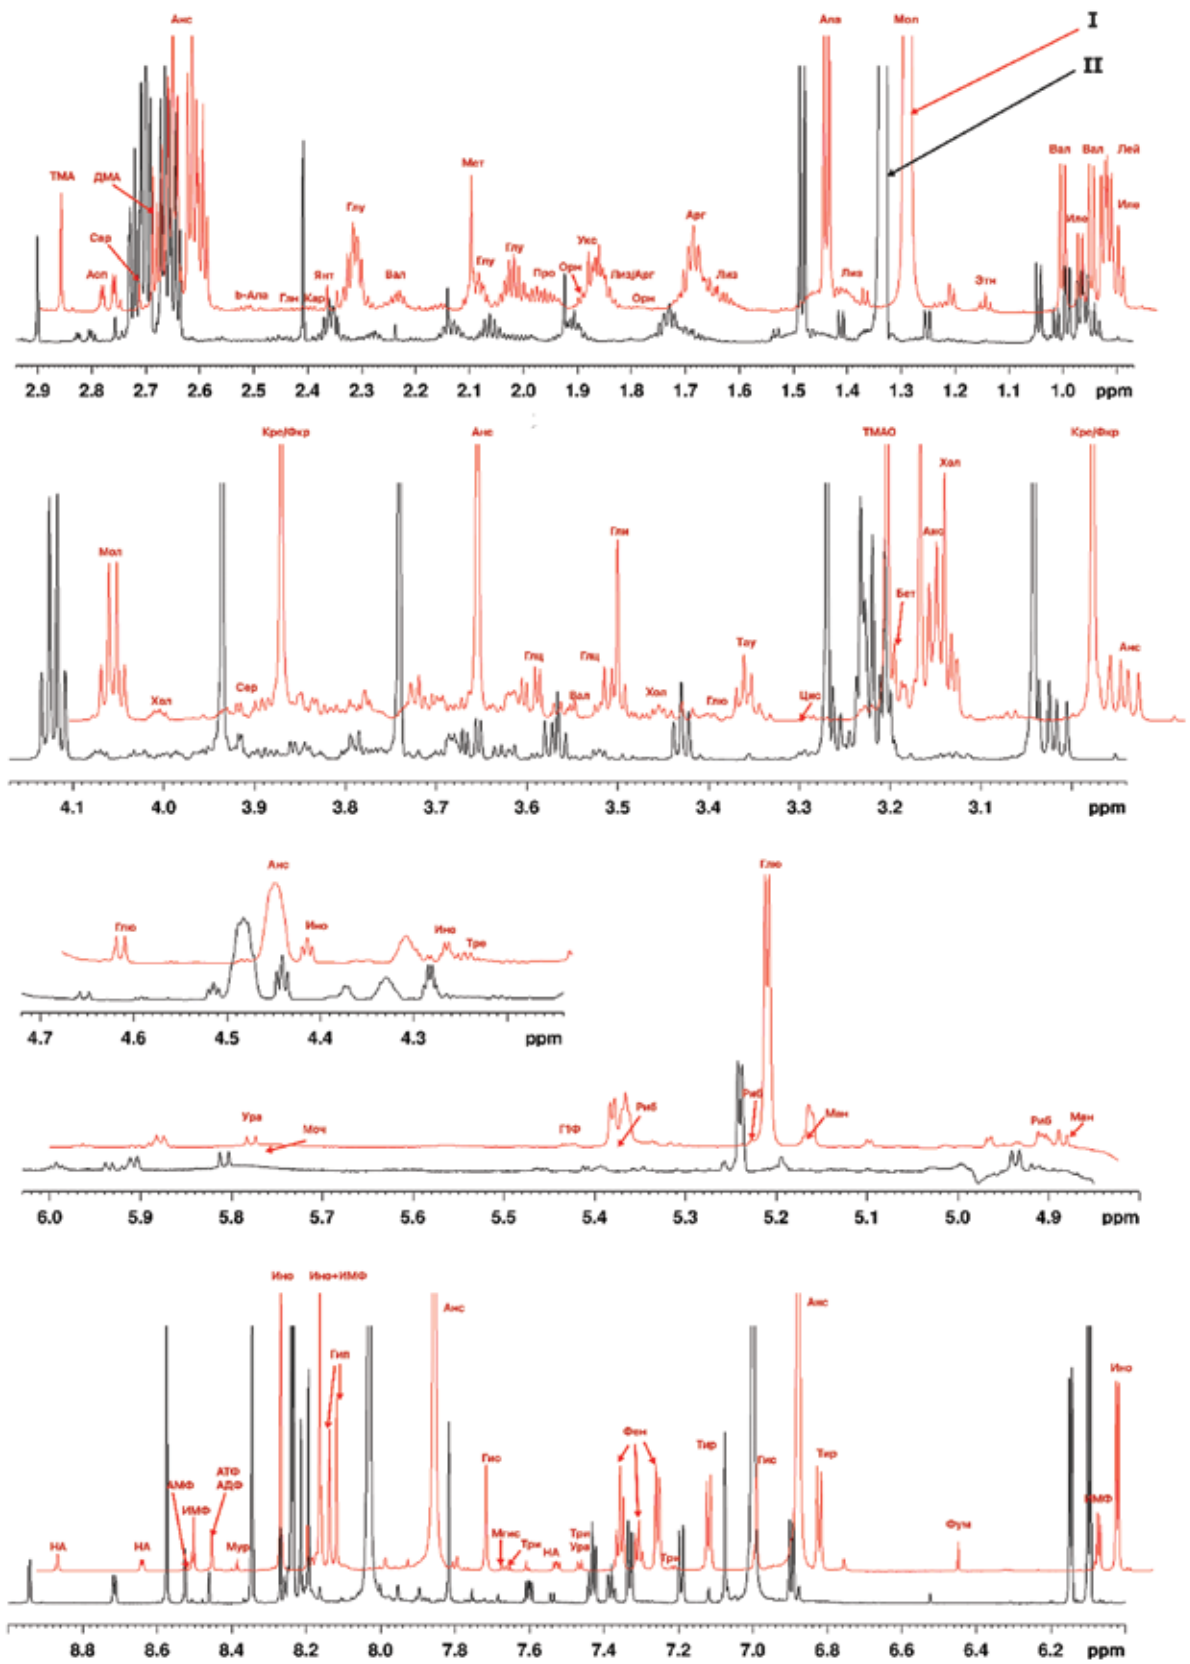 Анс Ала Мол I
II
ТМА ДМА Мет Вал Вал Лей
Сер Глу Арг Иле Иле
Асп Глу Глу Укс
b-Ала Глн Кар Янт Вал Про Орн Лиз/Арг Орн Лиз Лиз Этн
2.9 2.8 2.7 2.6 2.5 2.4 2.3 2.2 2.1 2.0 1.9 1.8 1.7 1.6 1.5 1.4 1.3 1.2 1.1 1.0 ppm
Кре/Фкр Анс ТМАО Кре/Фкр
Хол
Гли Анс
Мол
Бет
Тау
Глц Глц Анс
Хол Сер Вал Хол Глю Цис
4.1 4.0 3.9 3.8 3.7 3.6 3.5 3.4 3.3 3.2 3.1 ppm
Анс Глю
Глю Ино Ино
Тре
4.7 4.6 4.5 4.4 4.3 ppm
Ура Моч ГТФ Риб Риб Ман Риб Ман
6.0 5.9 5.8 5.7 5.6 5.5 5.4 5.3 5.2 5.1 5.0 4.9 ppm
Ино Ино+ИМФ Анс Анс
Гип Ино
Фен
Тир Гис Тир
АТФ
АМФ АДФ Гис
ИМФ ИМФ
НА НА Мур Мгис Три НА Три
Ура Три Фум
8.8 8.6 8.4 8.2 8.0 7.8 7.6 7.4 7.2 7.0 6.8 6.6 6.4 6.2 ppm